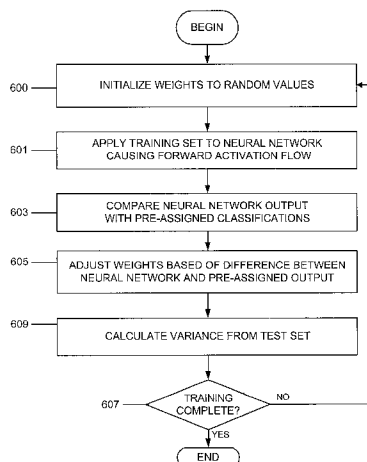 BEGIN
600
INITIALIZE WEIGHTS TO RANDOM VALUES
601
APPLY TRAINING SET TO NEURAL NETWORK
CAUSING FORWARD ACTIVATION FLOW
603
COMPARE NEURAL NETWORK OUTPUT
WITH PRE-ASSIGNED CLASSIFICATIONS
605
ADJUST WEIGHTS BASED OF DIFFERENCE BETWEEN
NEURAL NETWORK AND PRE-ASSIGNED OUTPUT
609
CALCULATE VARIANCE FROM TEST SET
607
TRAINING
COMPLETE?
NO
YES
END